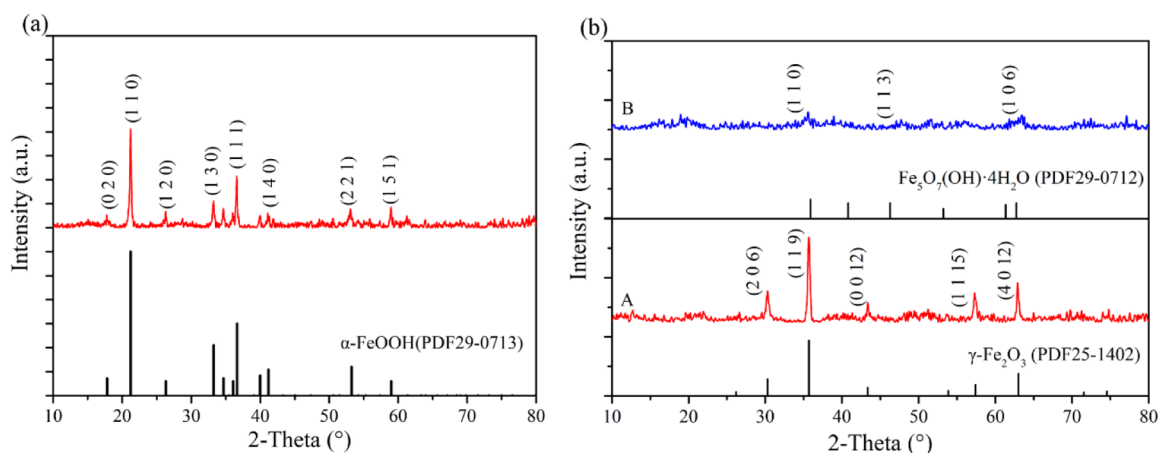 (a)
Intensity (a.u.)
(0 2 0)
(1 1 0)
(1 2 0)
(1 3 0)
(1 1 1)
(1 4 0)
(2 2 1)
(1 5 1)
α-FeOOH(PDF29-0713)
10 20 30 40 50 60 70 80
2-Theta (°)
(b)
Intensity (a.u.)
B
(1 1 0)
(1 1 3)
(1 0 6)
Fe₅O₇(OH)·4H₂O (PDF29-0712)
A
(2 0 6)
(1 1 9)
(0 0 12)
(1 1 15)
(4 0 12)
γ-Fe₂O₃ (PDF25-1402)
10 20 30 40 50 60 70 80
2-Theta (°)